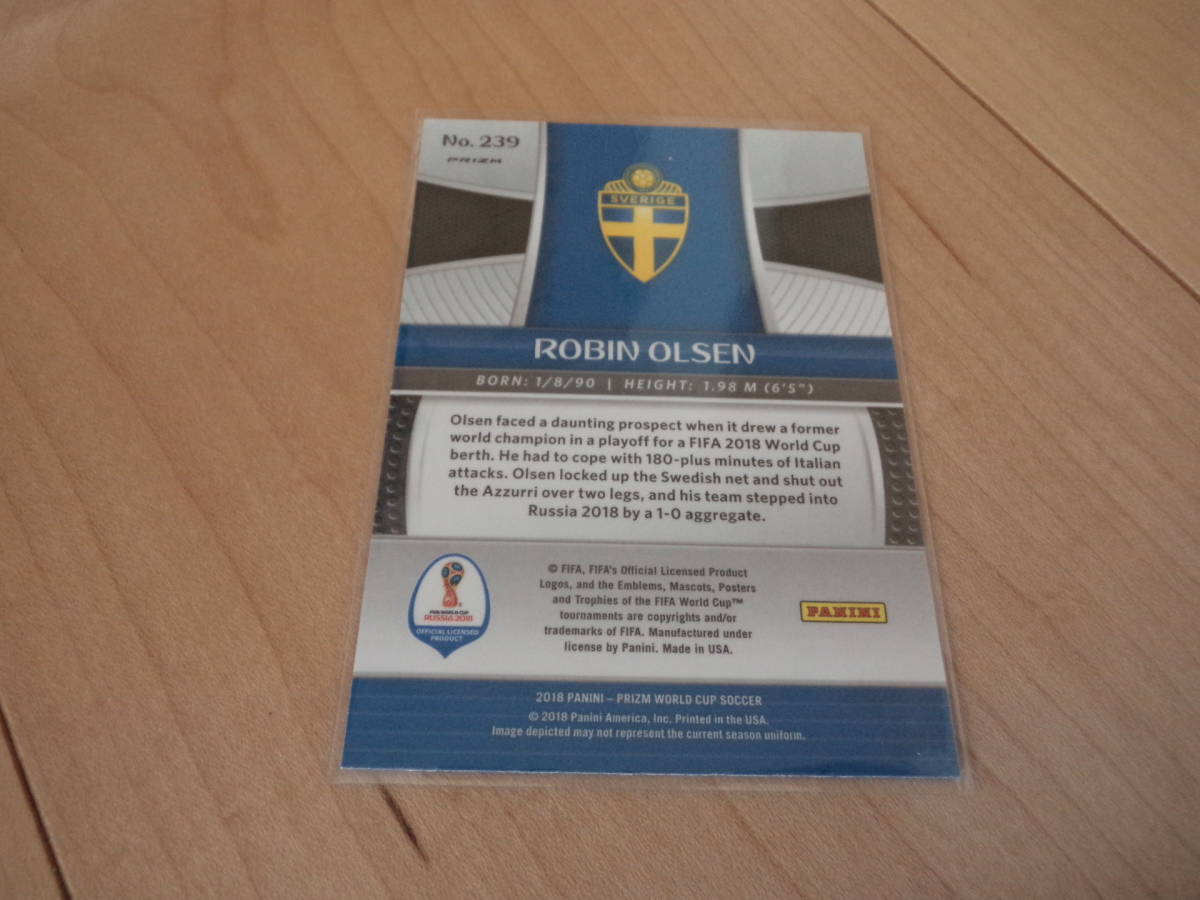 No. 239
PRIZM
SVERIGE
ROBIN OLSEN
BORN: 1/8/90 | HEIGHT: 1.98 M (6'5")
Olsen faced a daunting prospect when it drew a former
world champion in a playoff for a FIFA 2018 World Cup
berth. He had to cope with 180-plus minutes of Italian
attacks. Olsen locked up the Swedish net and shut out
the Azzurri over two legs, and his team stepped into
Russia 2018 by a 1-0 aggregate.
FIFA WORLD CUP
RUSSIA 2018
OFFICIAL LICENSED
PRODUCT
© FIFA, FIFA's Official Licensed Product
Logos, and the Emblems, Mascots, Posters
and Trophies of the FIFA World Cup™
tournaments are copyrights and/or
trademarks of FIFA. Manufactured under
license by Panini. Made in USA.
PANINI
2018 PANINI – PRIZM WORLD CUP SOCCER
© 2018 Panini America, Inc. Printed in the USA.
Image depicted may not represent the current season uniform.